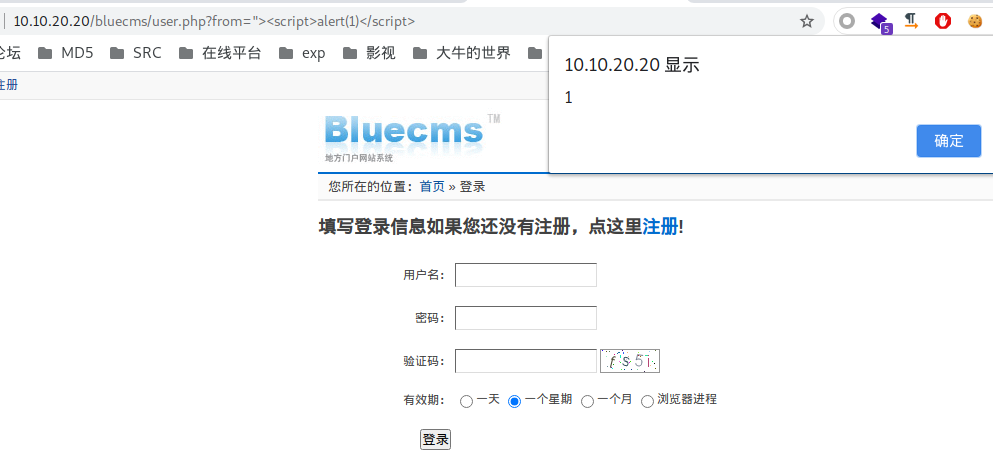 10.10.20.20/bluecms/user.php?from="><script>alert(1)</script>
5
论坛 MD5 SRC 在线平台 exp 影视 大牛的世界
10.10.20.20 显示
1
确定
注册
Bluecms TM
地方门户网站系统
您所在的位置：首页 » 登录
填写登录信息如果您还没有注册，点这里注册!
用户名：
密码：
验证码： fs5i
有效期： 一天 一个星期 一个月 浏览器进程
登录